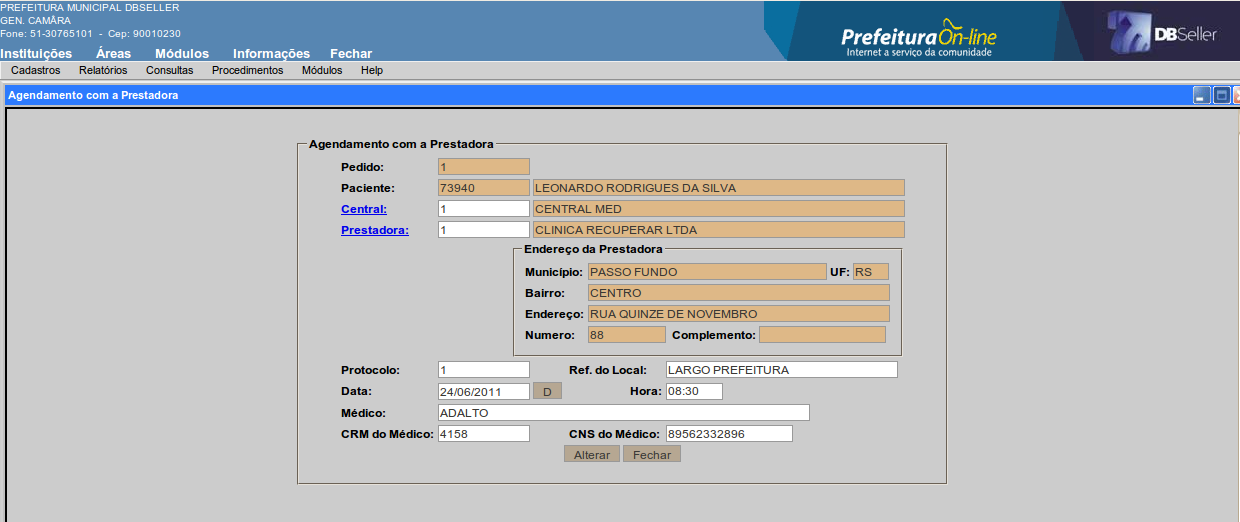 PREFEITURA MUNICIPAL DBSELLER
GEN. CAMÂRA
Fone: 51-30765101 - Cep: 90010230
PrefeituraOn-line
Internet a serviço da comunidade
DBSeller
Instituições Áreas Módulos Informações Fechar
Cadastros Relatórios Consultas Procedimentos Módulos Help
Agendamento com a Prestadora
Agendamento com a Prestadora
Pedido: 1
Paciente: 73940 LEONARDO RODRIGUES DA SILVA
Central: 1 CENTRAL MED
Prestadora: 1 CLINICA RECUPERAR LTDA
Endereço da Prestadora
Município: PASSO FUNDO UF: RS
Bairro: CENTRO
Endereço: RUA QUINZE DE NOVEMBRO
Numero: 88 Complemento:
Protocolo: 1 Ref. do Local: LARGO PREFEITURA
Data: 24/06/2011 D Hora: 08:30
Médico: ADALTO
CRM do Médico: 4158 CNS do Médico: 89562332896
Alterar Fechar